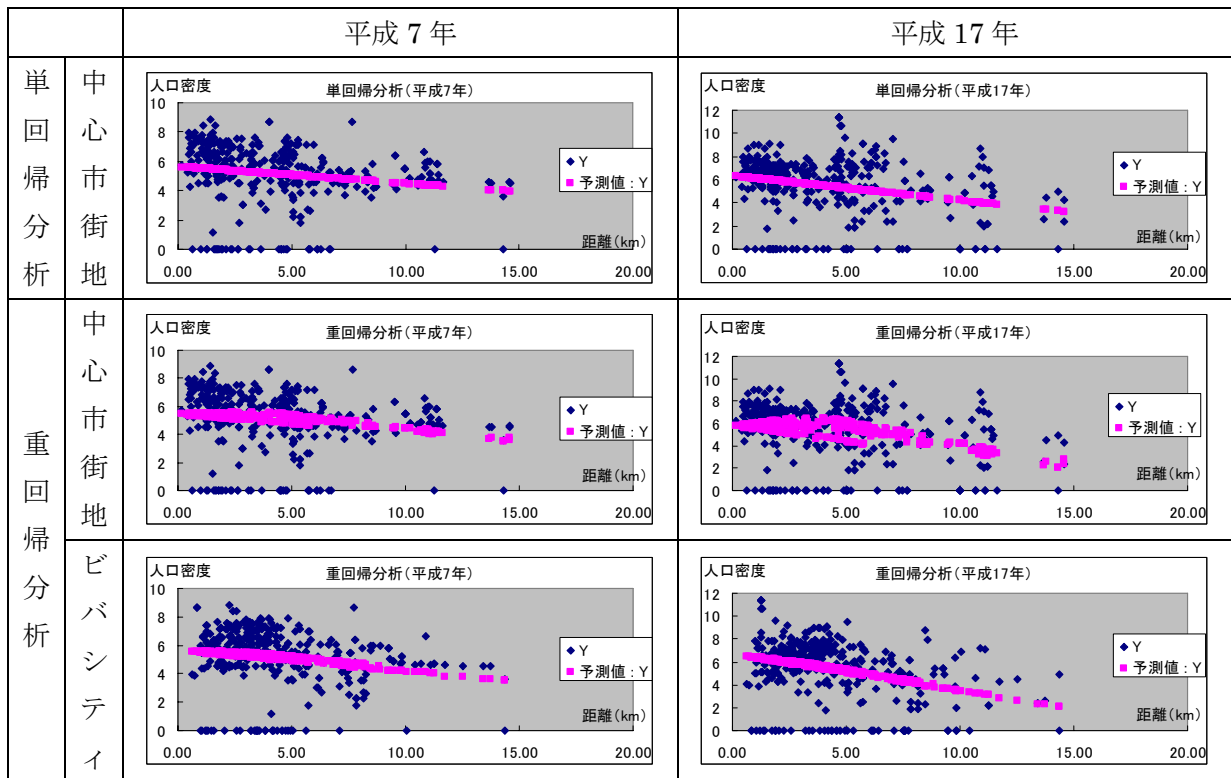 平成 7 年
平成 17 年
単回帰分析
中心市街地
人口密度
単回帰分析(平成7年)
10
8
6
4
2
0
0.00 5.00 10.00 15.00 20.00
距離(km)
Y
予測値:Y
人口密度
単回帰分析(平成17年)
12
10
8
6
4
2
0
0.00 5.00 10.00 15.00 20.00
距離(km)
Y
予測値:Y
重回帰分析
中心市街地
人口密度
重回帰分析(平成7年)
10
8
6
4
2
0
0.00 5.00 10.00 15.00 20.00
距離(km)
Y
予測値:Y
人口密度
重回帰分析(平成17年)
12
10
8
6
4
2
0
0.00 5.00 10.00 15.00 20.00
距離(km)
Y
予測値:Y
ビバシティ
人口密度
重回帰分析(平成7年)
10
8
6
4
2
0
0.00 5.00 10.00 15.00 20.00
距離(km)
Y
予測値:Y
人口密度
重回帰分析(平成17年)
12
10
8
6
4
2
0
0.00 5.00 10.00 15.00 20.00
距離(km)
Y
予測値:Y